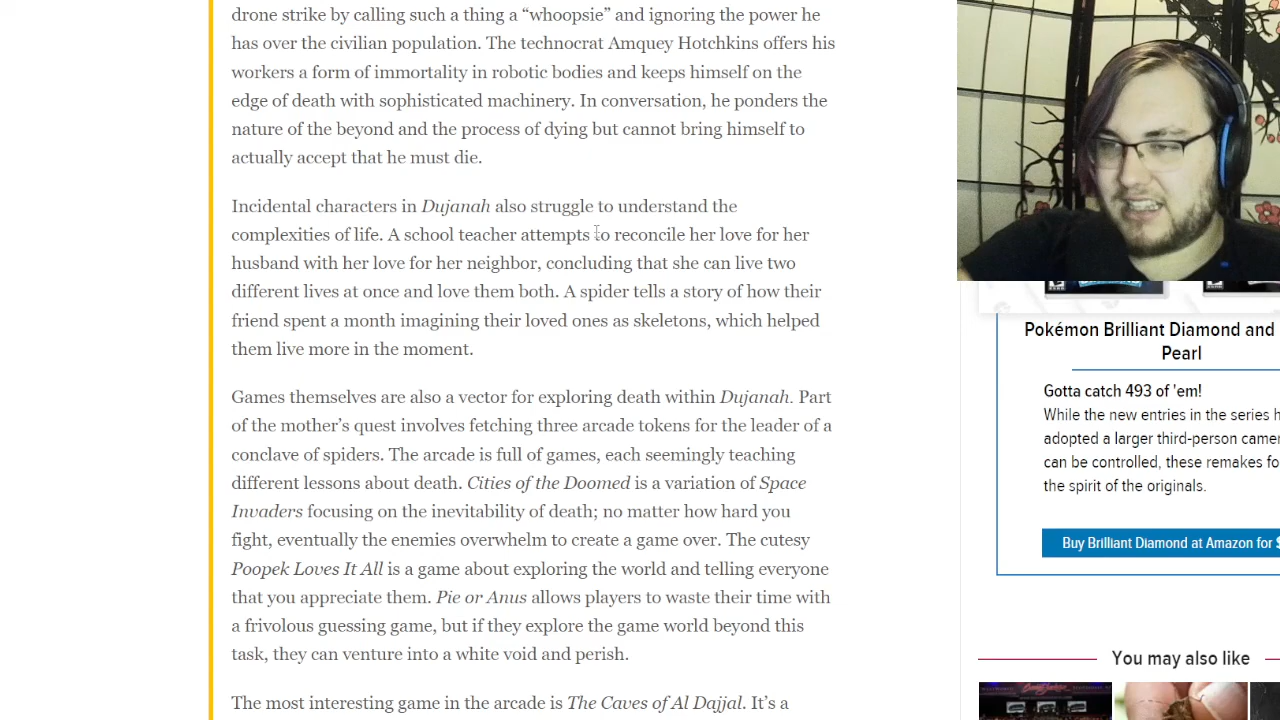 drone strike by calling such a thing a “whoopsie” and ignoring the power he
has over the civilian population. The technocrat Amquey Hotchkins offers his
workers a form of immortality in robotic bodies and keeps himself on the
edge of death with sophisticated machinery. In conversation, he ponders the
nature of the beyond and the process of dying but cannot bring himself to
actually accept that he must die.
Incidental characters in Dujanah also struggle to understand the
complexities of life. A school teacher attempts to reconcile her love for her
husband with her love for her neighbor, concluding that she can live two
different lives at once and love them both. A spider tells a story of how their
friend spent a month imagining their loved ones as skeletons, which helped
them live more in the moment.
Games themselves are also a vector for exploring death within Dujanah. Part
of the mother’s quest involves fetching three arcade tokens for the leader of a
conclave of spiders. The arcade is full of games, each seemingly teaching
different lessons about death. Cities of the Doomed is a variation of Space
Invaders focusing on the inevitability of death; no matter how hard you
fight, eventually the enemies overwhelm to create a game over. The cutesy
Poopek Loves It All is a game about exploring the world and telling everyone
that you appreciate them. Pie or Anus allows players to waste their time with
a frivolous guessing game, but if they explore the game world beyond this
task, they can venture into a white void and perish.
The most interesting game in the arcade is The Caves of Al Dajjal. It’s a
Pokémon Brilliant Diamond and
Pearl
Gotta catch 493 of 'em!
While the new entries in the series h
adopted a larger third-person came
can be controlled, these remakes fo
the spirit of the originals.
Buy Brilliant Diamond at Amazon for $
You may also like